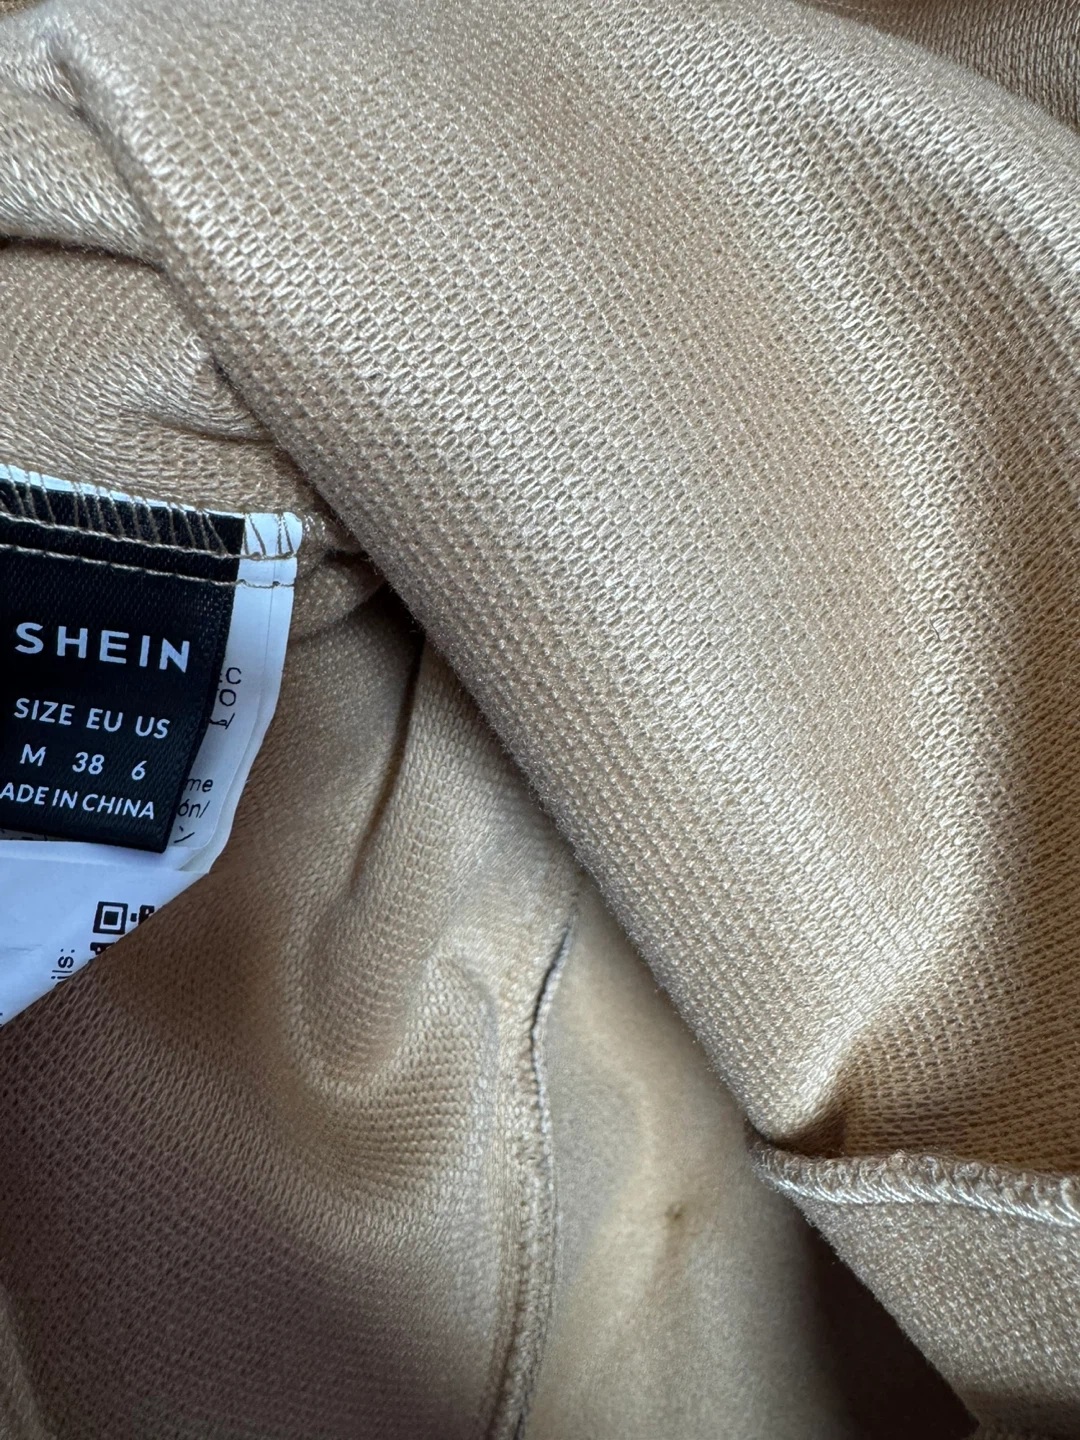 SHEIN
SIZE EU US
M 38 6
ADE IN CHINA